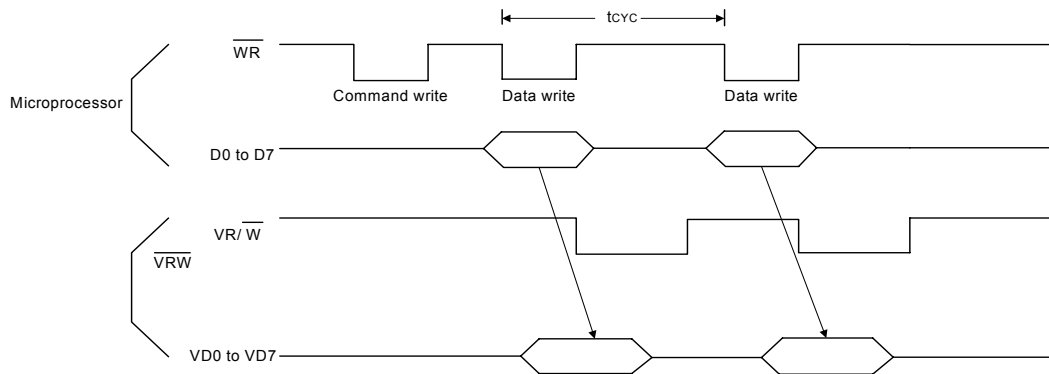 tCYC
WR
Command write Data write Data write
Microprocessor
D0 to D7
VR/ W
VRW
VD0 to VD7